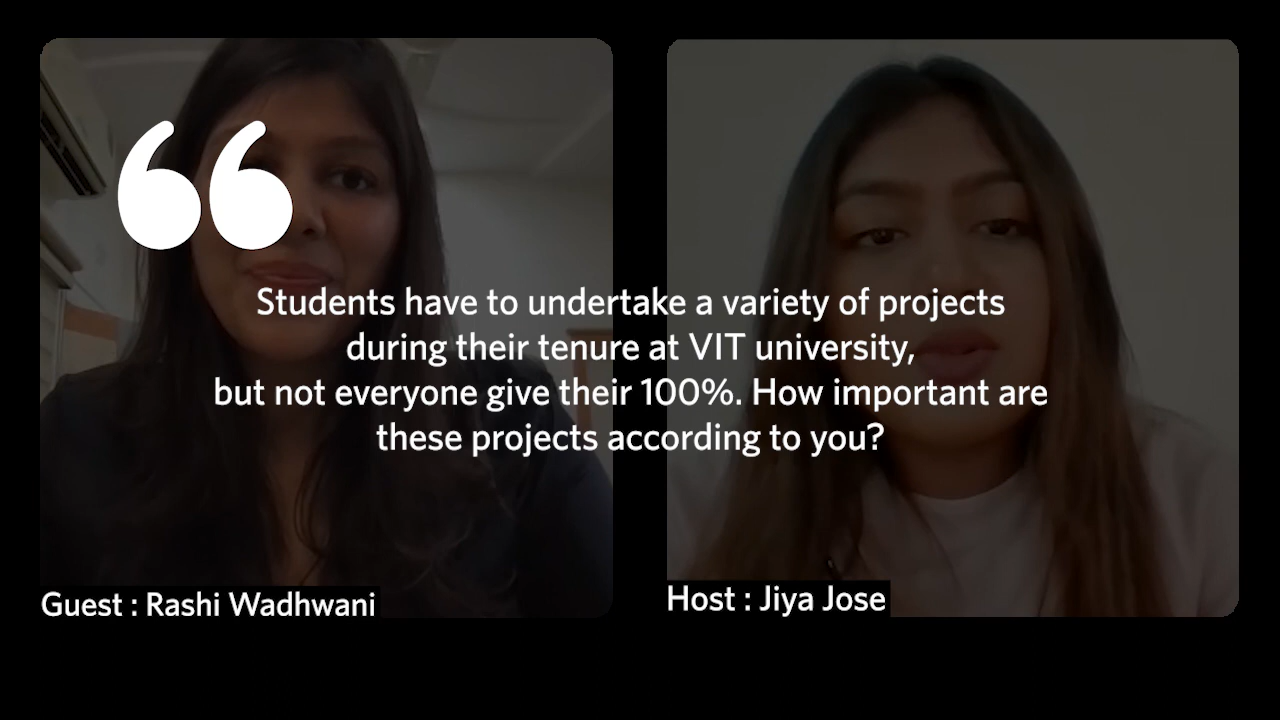 “
Students have to undertake a variety of projects
during their tenure at VIT university,
but not everyone give their 100%. How important are
these projects according to you?
Guest : Rashi Wadhwani
Host : Jiya Jose